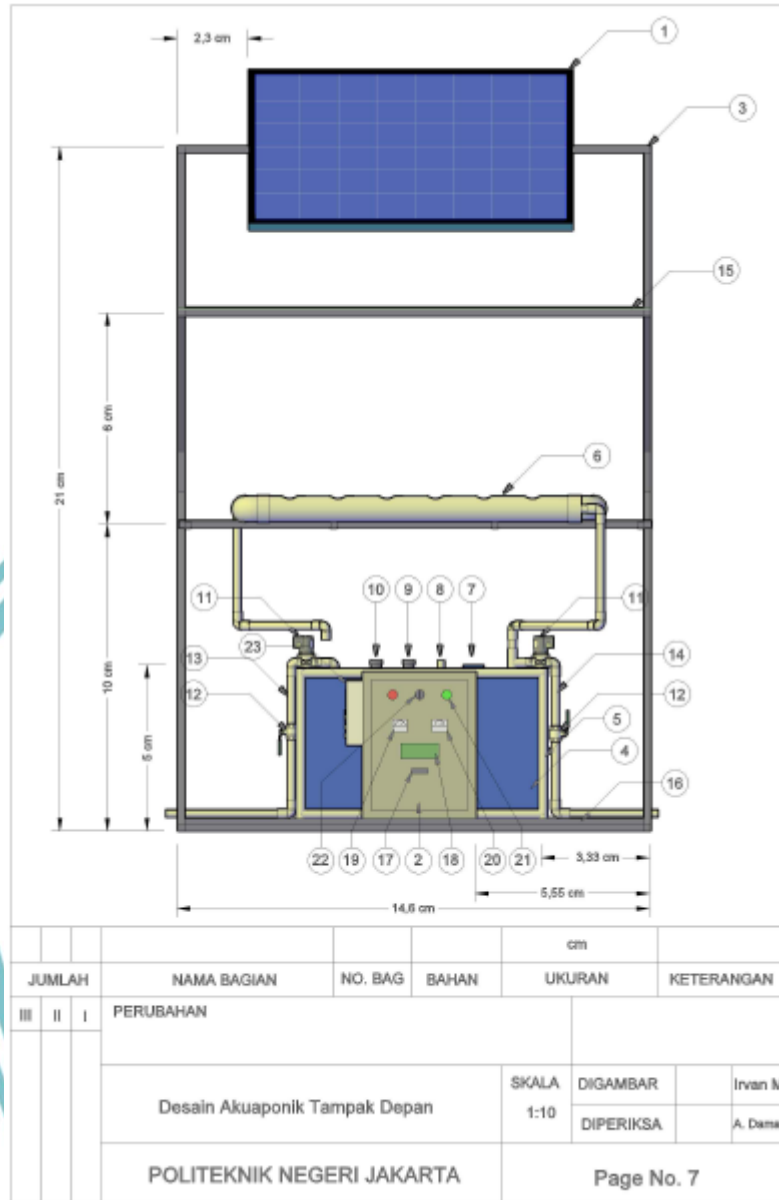 2,3 cm
1
3
15
21 cm
6 cm
6
11
10
9
8
7
11
23
13
14
10 cm
12
12
5 cm
5
4
16
22
19
17
2
18
20
21
3,33 cm
5,55 cm
14,6 cm
cm
JUMLAH NAMA BAGIAN NO. BAG BAHAN UKURAN KETERANGAN
III II I PERUBAHAN
Desain Akuaponik Tampak Depan
SKALA
1:10
DIGAMBAR Irvan M
DIPERIKSA A. Dama
POLITEKNIK NEGERI JAKARTA
Page No. 7